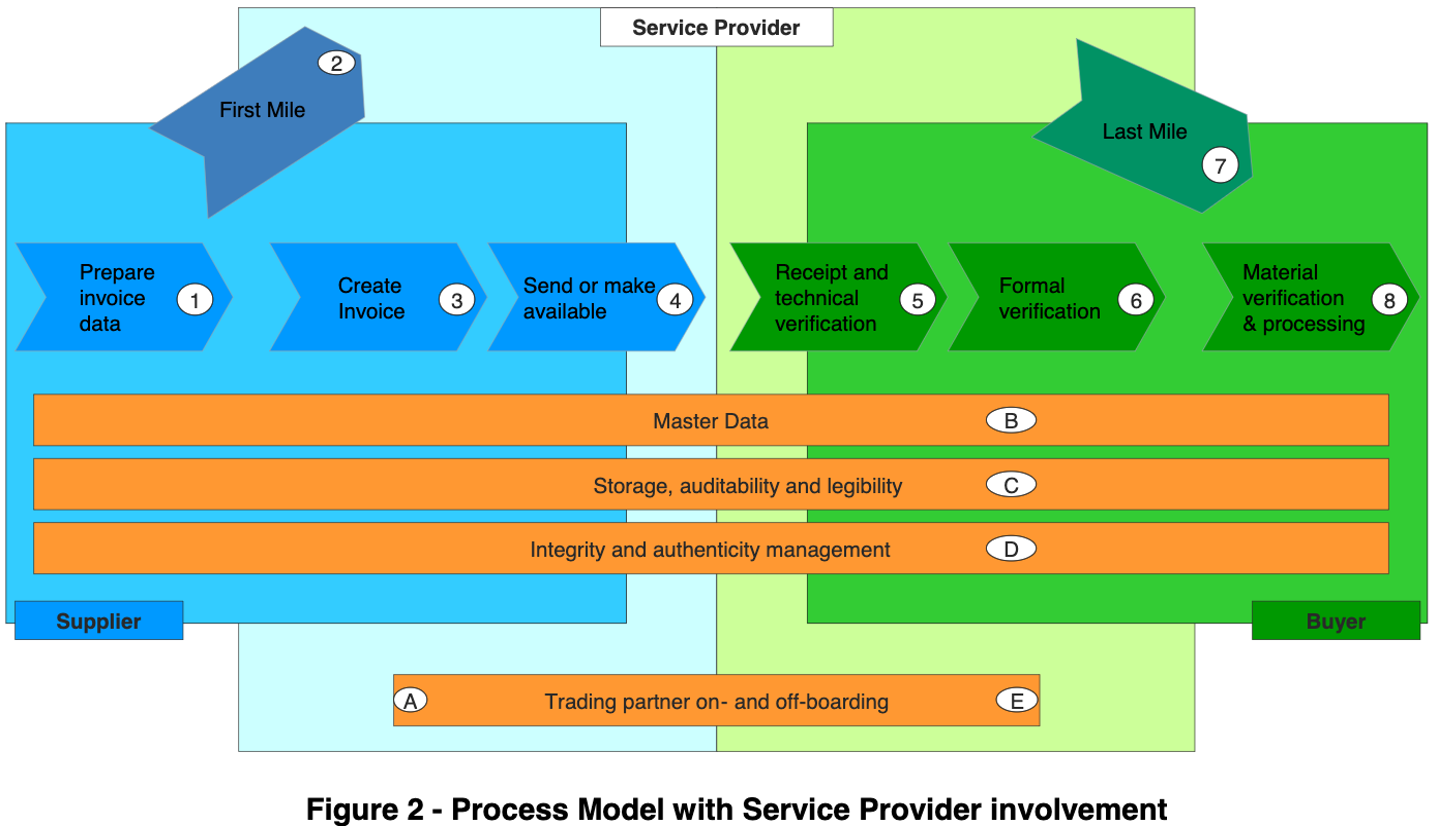 Service Provider
2
First Mile
Last Mile
7
Prepare
invoice
data
1
Create
Invoice
3
Send or make
available
4
Receipt and
technical
verification
5
Formal
verification
6
Material
verification
& processing
8
Master Data
B
Storage, auditability and legibility
C
Integrity and authenticity management
D
Supplier
Buyer
A
Trading partner on- and off-boarding
E
Figure 2 - Process Model with Service Provider involvement